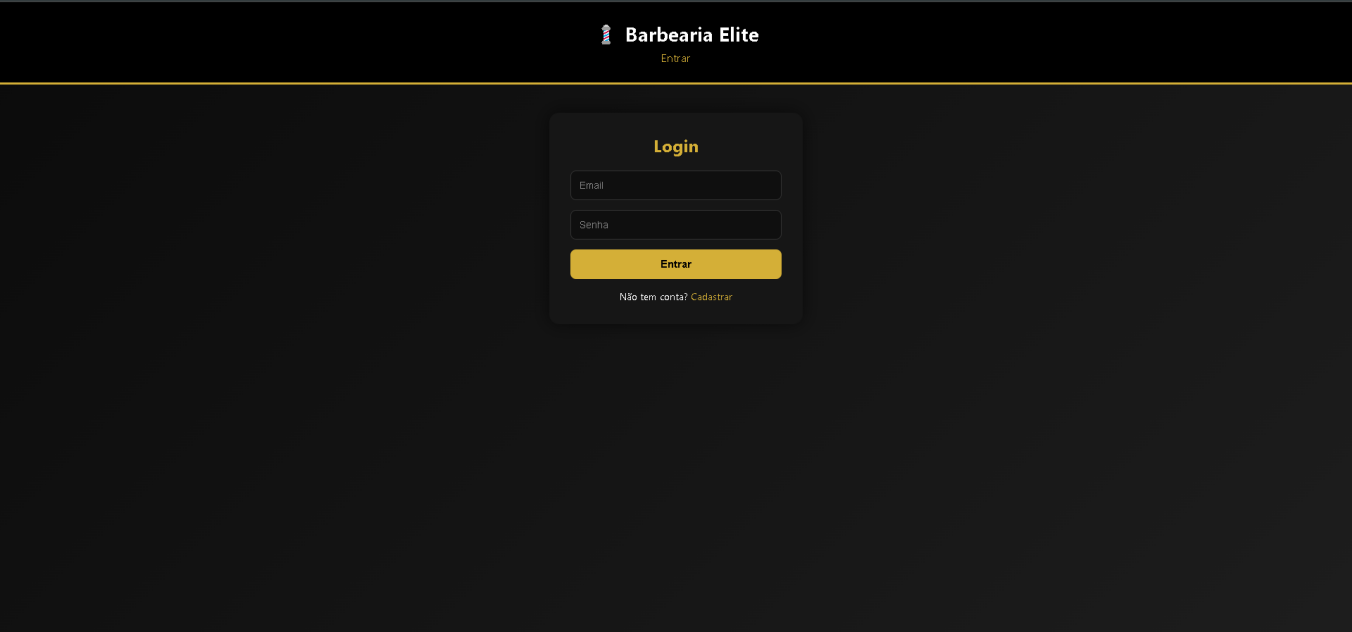 Barbearia Elite
Entrar
Login
Email
Senha
Entrar
Não tem conta? Cadastrar